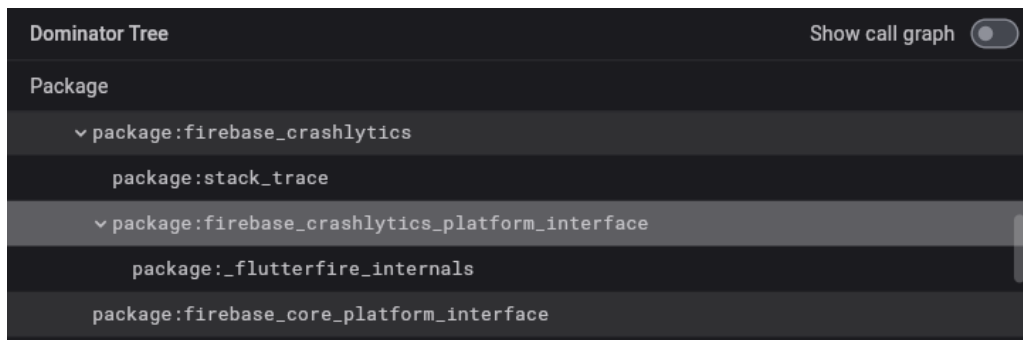 Dominator Tree
Show call graph
Package
package:firebase_crashlytics
package:stack_trace
package:firebase_crashlytics_platform_interface
package:_flutterfire_internals
package:firebase_core_platform_interface